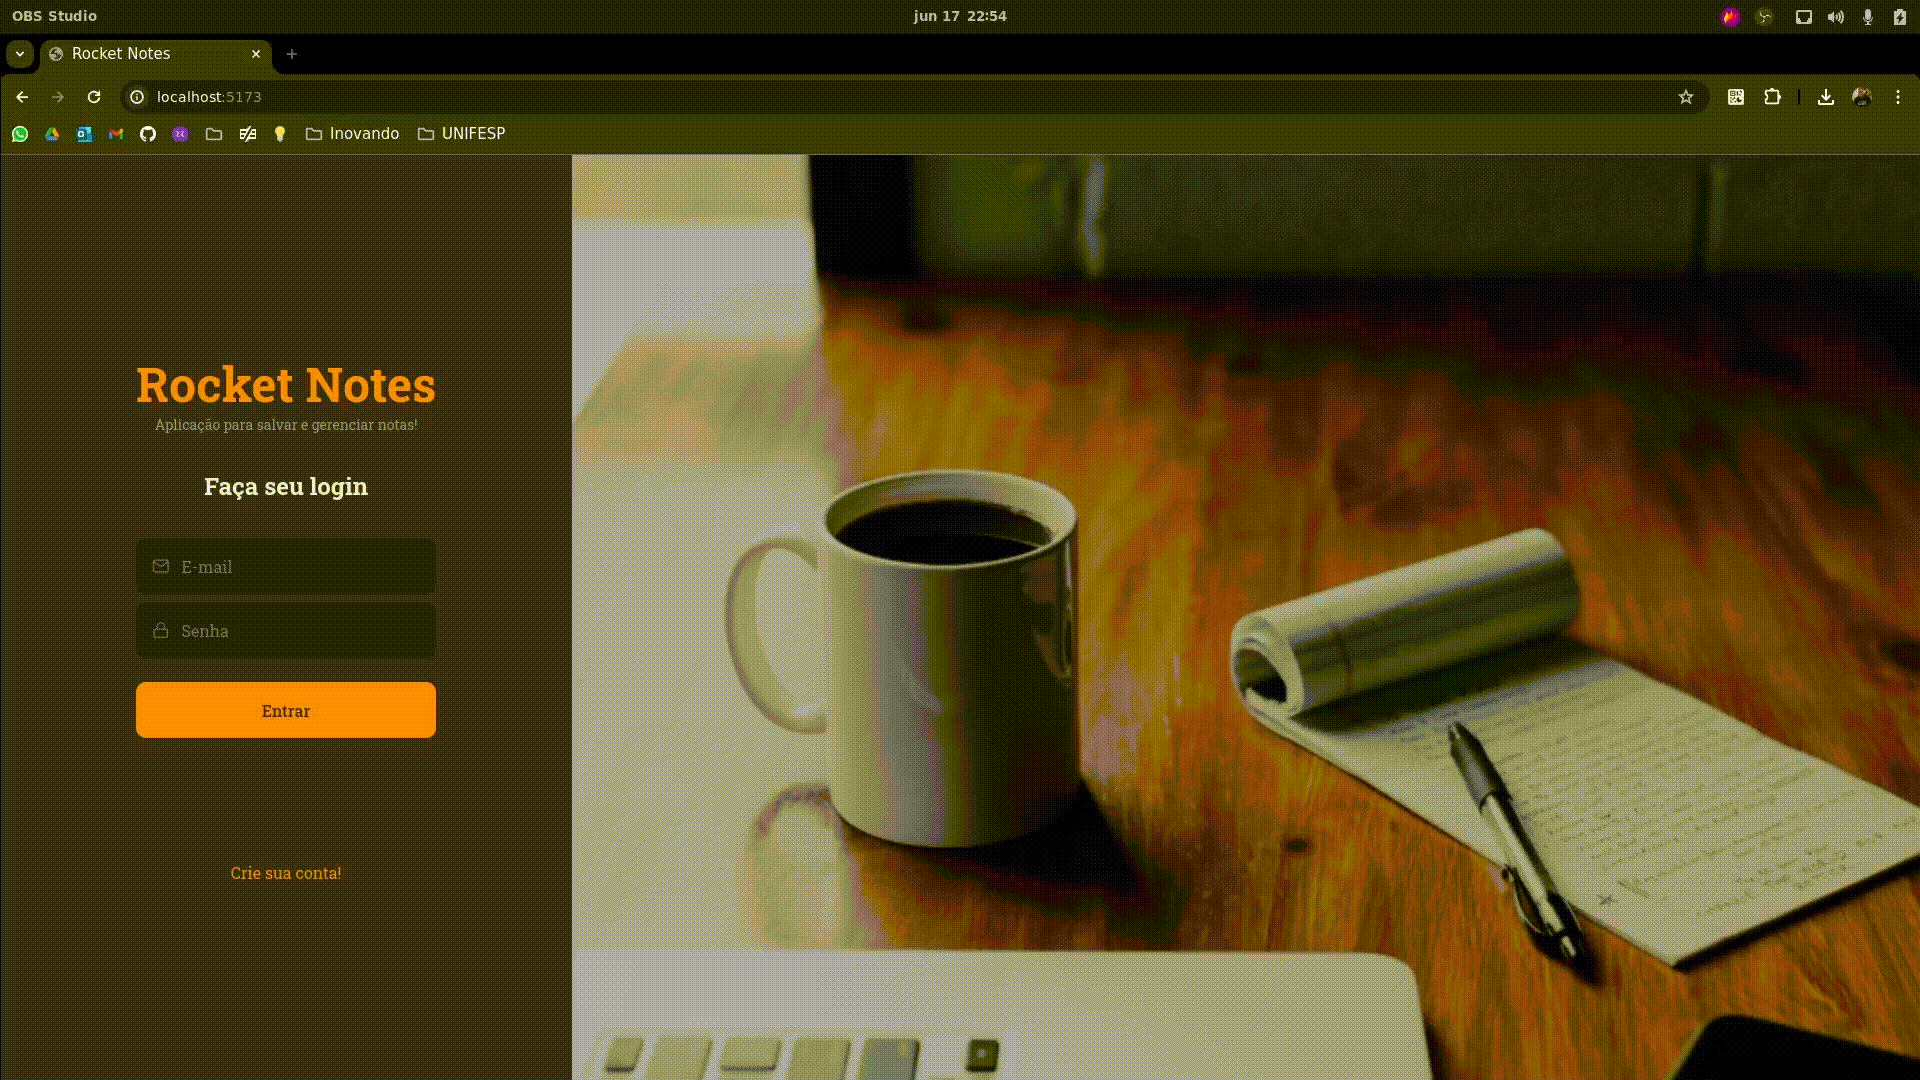 OBS Studio
jun 17 22:54
Rocket Notes
localhost:5173
Inovando
UNIFESP
Rocket Notes
Aplicação para salvar e gerenciar notas!
Faça seu login
E-mail
Senha
Entrar
Crie sua conta!